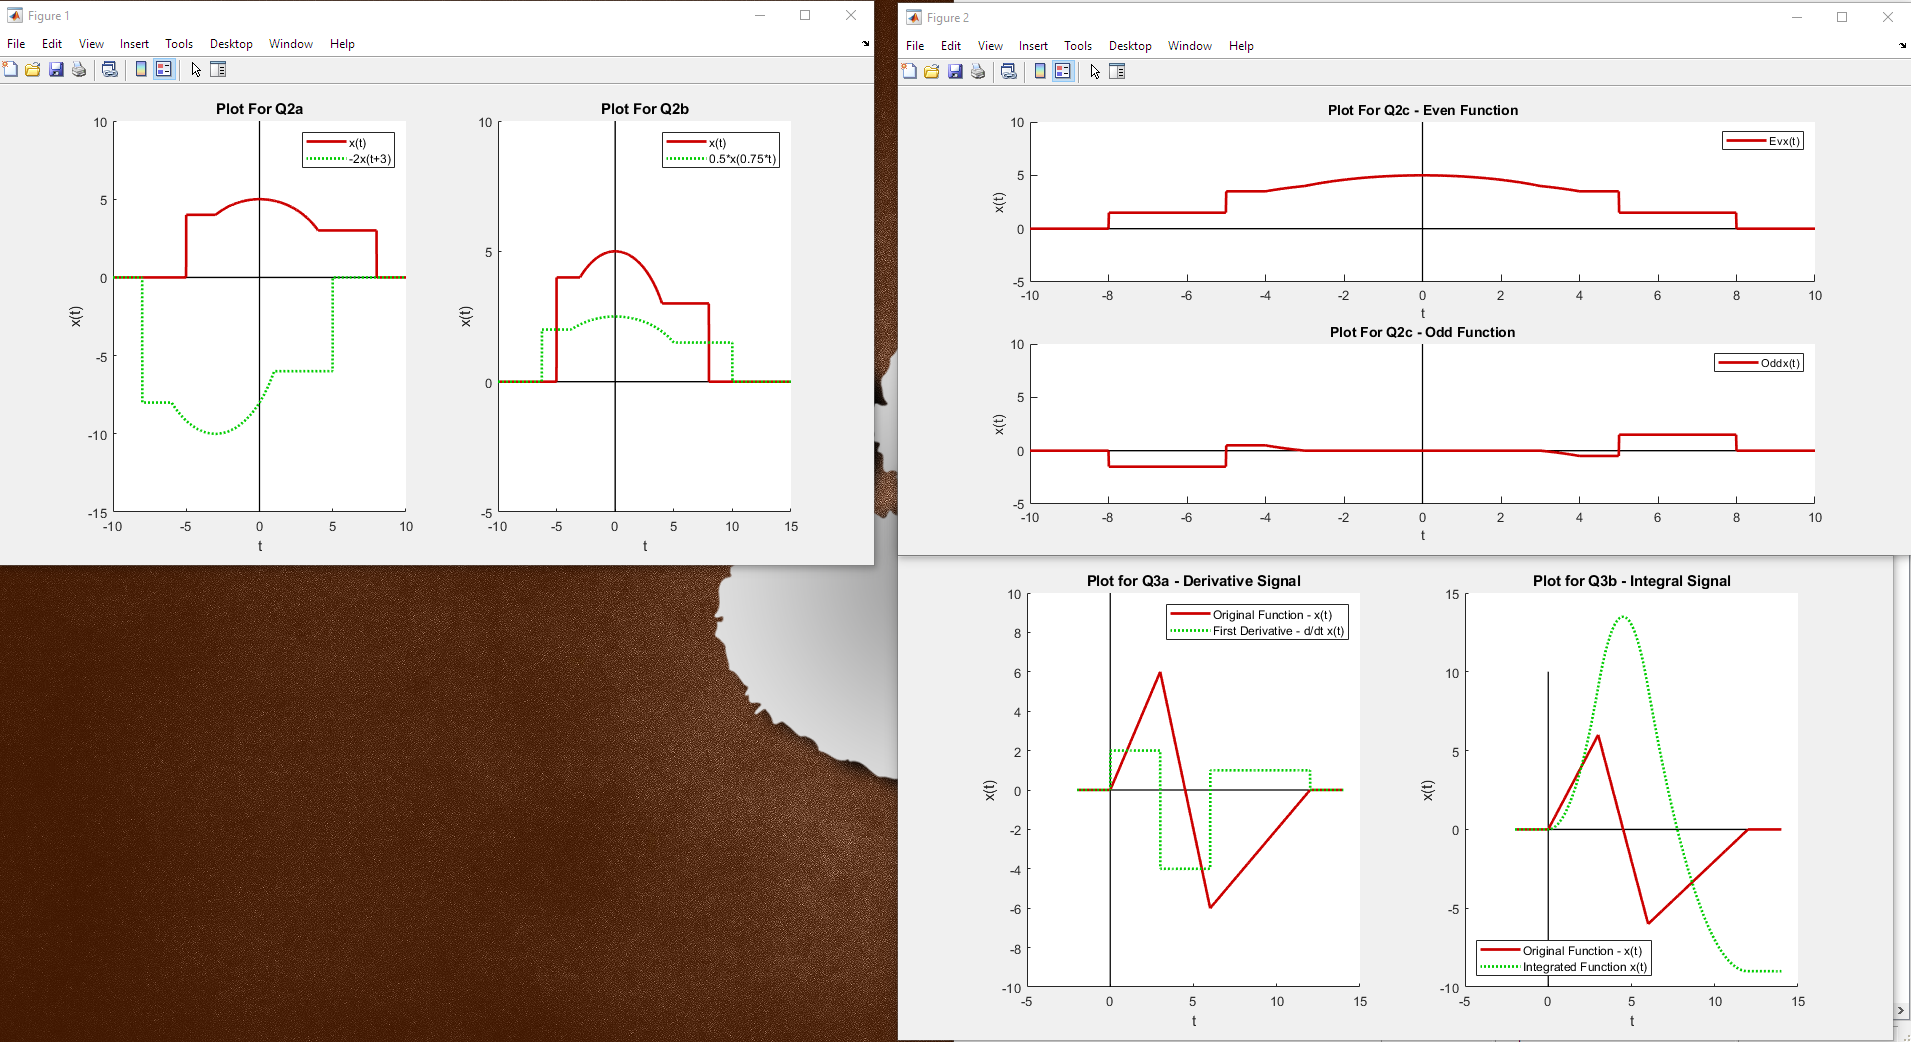 Figure 1
File Edit View Insert Tools Desktop Window Help
Plot For Q2a
x(t)
-2x(t+3)
10
5
0
-5
-10
-15
x(t)
-10 -5 0 5 10
t
Plot For Q2b
x(t)
0.5*x(0.75*t)
10
5
0
-5
x(t)
-10 -5 0 5 10 15
t
Figure 2
File Edit View Insert Tools Desktop Window Help
Plot For Q2c - Even Function
Evx(t)
10
5
0
-5
x(t)
-10 -8 -6 -4 -2 0 2 4 6 8 10
t
Plot For Q2c - Odd Function
Oddx(t)
10
5
0
-5
x(t)
-10 -8 -6 -4 -2 0 2 4 6 8 10
t
Plot for Q3a - Derivative Signal
Original Function - x(t)
First Derivative - d/dt x(t)
10
8
6
4
2
0
-2
-4
-6
-8
-10
x(t)
-5 0 5 10 15
t
Plot for Q3b - Integral Signal
15
10
5
0
-5
-10
x(t)
Original Function - x(t)
Integrated Function x(t)
-5 0 5 10 15
t